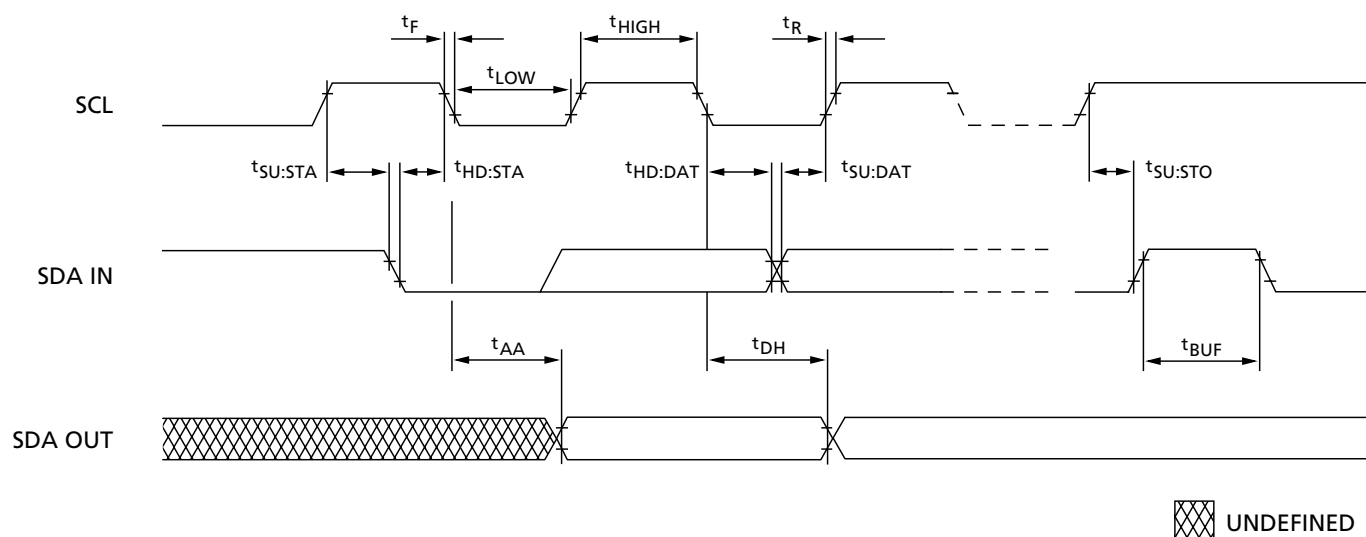 tF
tHIGH
tR
tLOW
SCL
tSU:STA
tHD:STA
tHD:DAT
tSU:DAT
tSU:STO
SDA IN
tAA
tDH
tBUF
SDA OUT
UNDEFINED